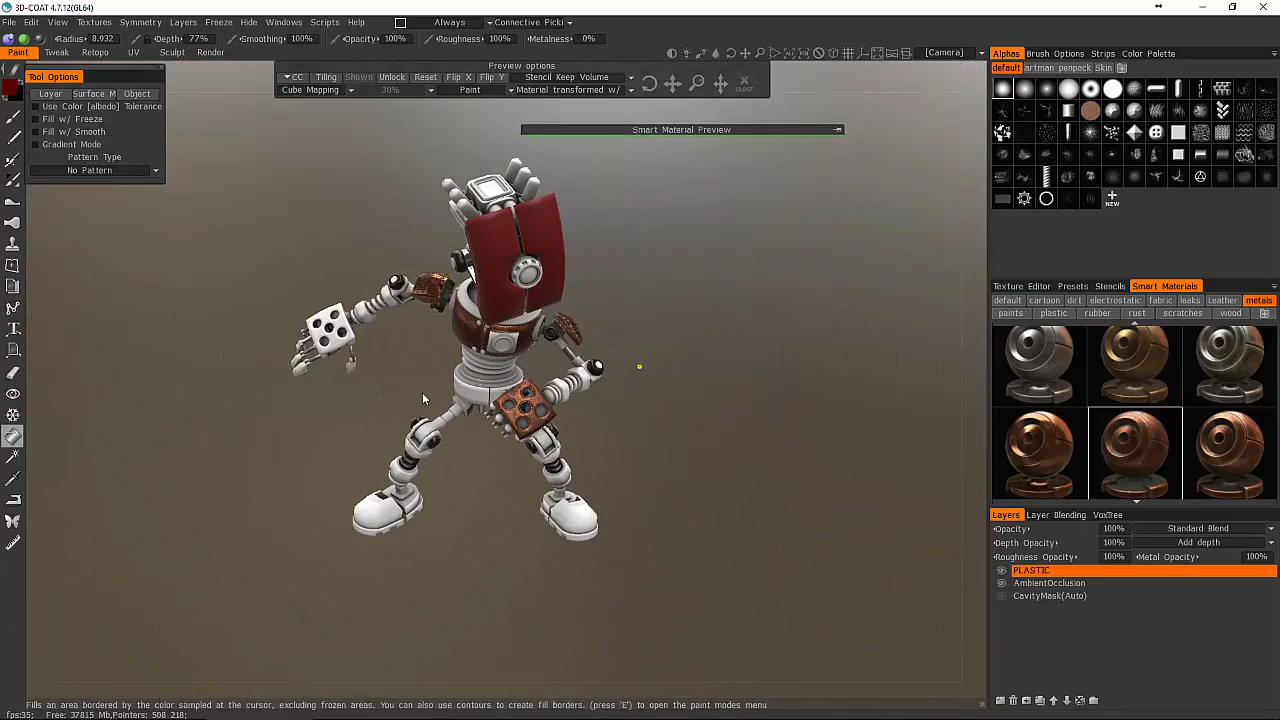 3D-COAT 4.7.12(GL64)
File Edit View Textures Symmetry Layers Freeze Hide Windows Scripts Help Always Connective Picki
Radius 8.932 Depth 77% Smoothing 100% Opacity 100% Roughness 100% Metalness 0%
Paint Tweak Retopo UV Sculpt Render [Camera]
Alphas Brush Options Strips Color Palette
default artman penpack Skin
NEW
Tool Options
Layer Surface M Object
Use Color [albedo] Tolerance
Fill w/ Freeze
Fill w/ Smooth
Gradient Mode
Pattern Type
No Pattern
Preview options
CC Tiling Shown Unlock Reset Flip X Flip Y Stencil Keep Volume
Cube Mapping 30% Paint Material transformed w/ CLOSE
Smart Material Preview
Texture Editor Presets Stencils Smart Materials
default cartoon dirt electrostatic fabric leaks Leather metals
paints plastic rubber rust scratches wood
Layers Layer Blending VoxTree
Opacity 100% Standard Blend
Depth Opacity 100% Add depth
Roughness Opacity 100% Metal Opacity 100%
PLASTIC
AmbientOcclusion
CavityMask(Auto)
Fills an area bordered by the color sampled at the cursor, excluding frozen areas. You can also use contours to create fill borders. (press 'E') to open the paint modes menu
fps:35; Free: 37815 Mb,Pointers: 508 218;